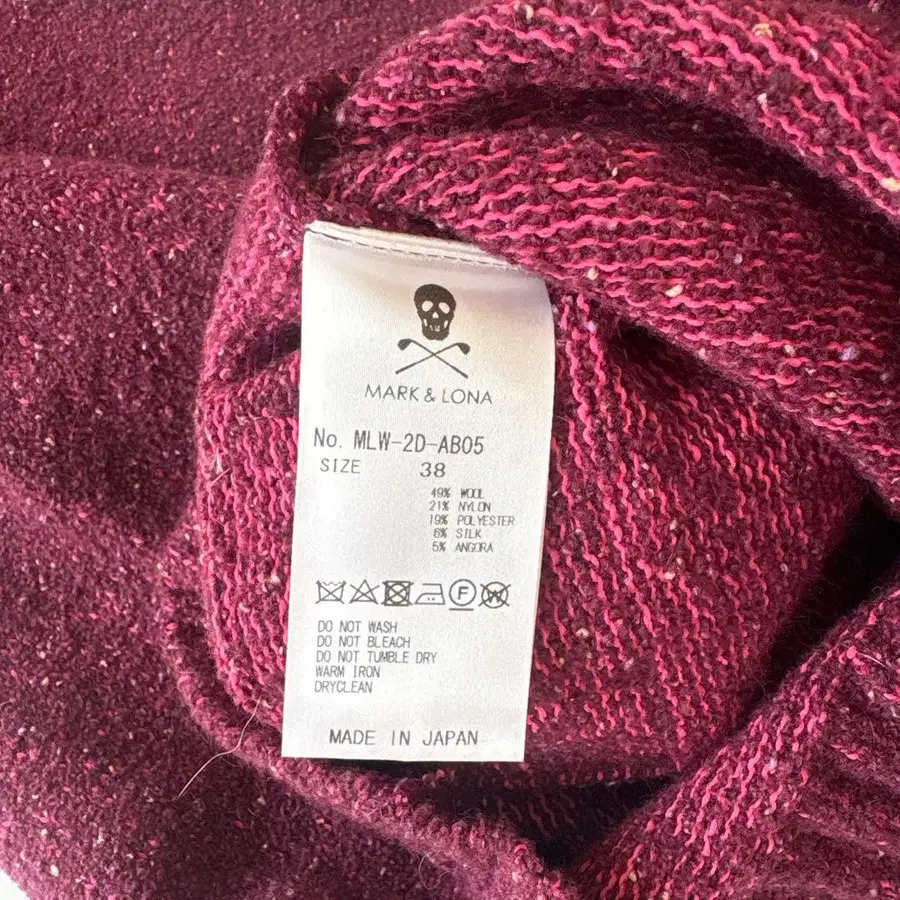 MARK & LONA
No. MLW-2D-AB05
SIZE 38
49% WOOL
21% NYLON
19% POLYESTER
6% SILK
5% ANGORA
F W
DO NOT WASH
DO NOT BLEACH
DO NOT TUMBLE DRY
WARM IRON
DRYCLEAN
MADE IN JAPAN